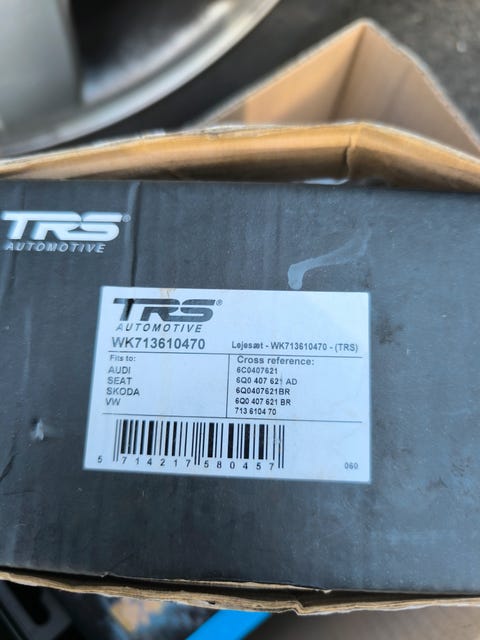 TRS®
AUTOMOTIVE
TRS®
AUTOMOTIVE
WK713610470 Lejesæt - WK713610470 - (TRS)
Fits to: Cross reference:
AUDI 6C0407621
SEAT 6Q0 407 621 AD
SKODA 6Q0407621BR
VW 6Q0 407 621 BR
713 6104 70
5 714217 580457
060